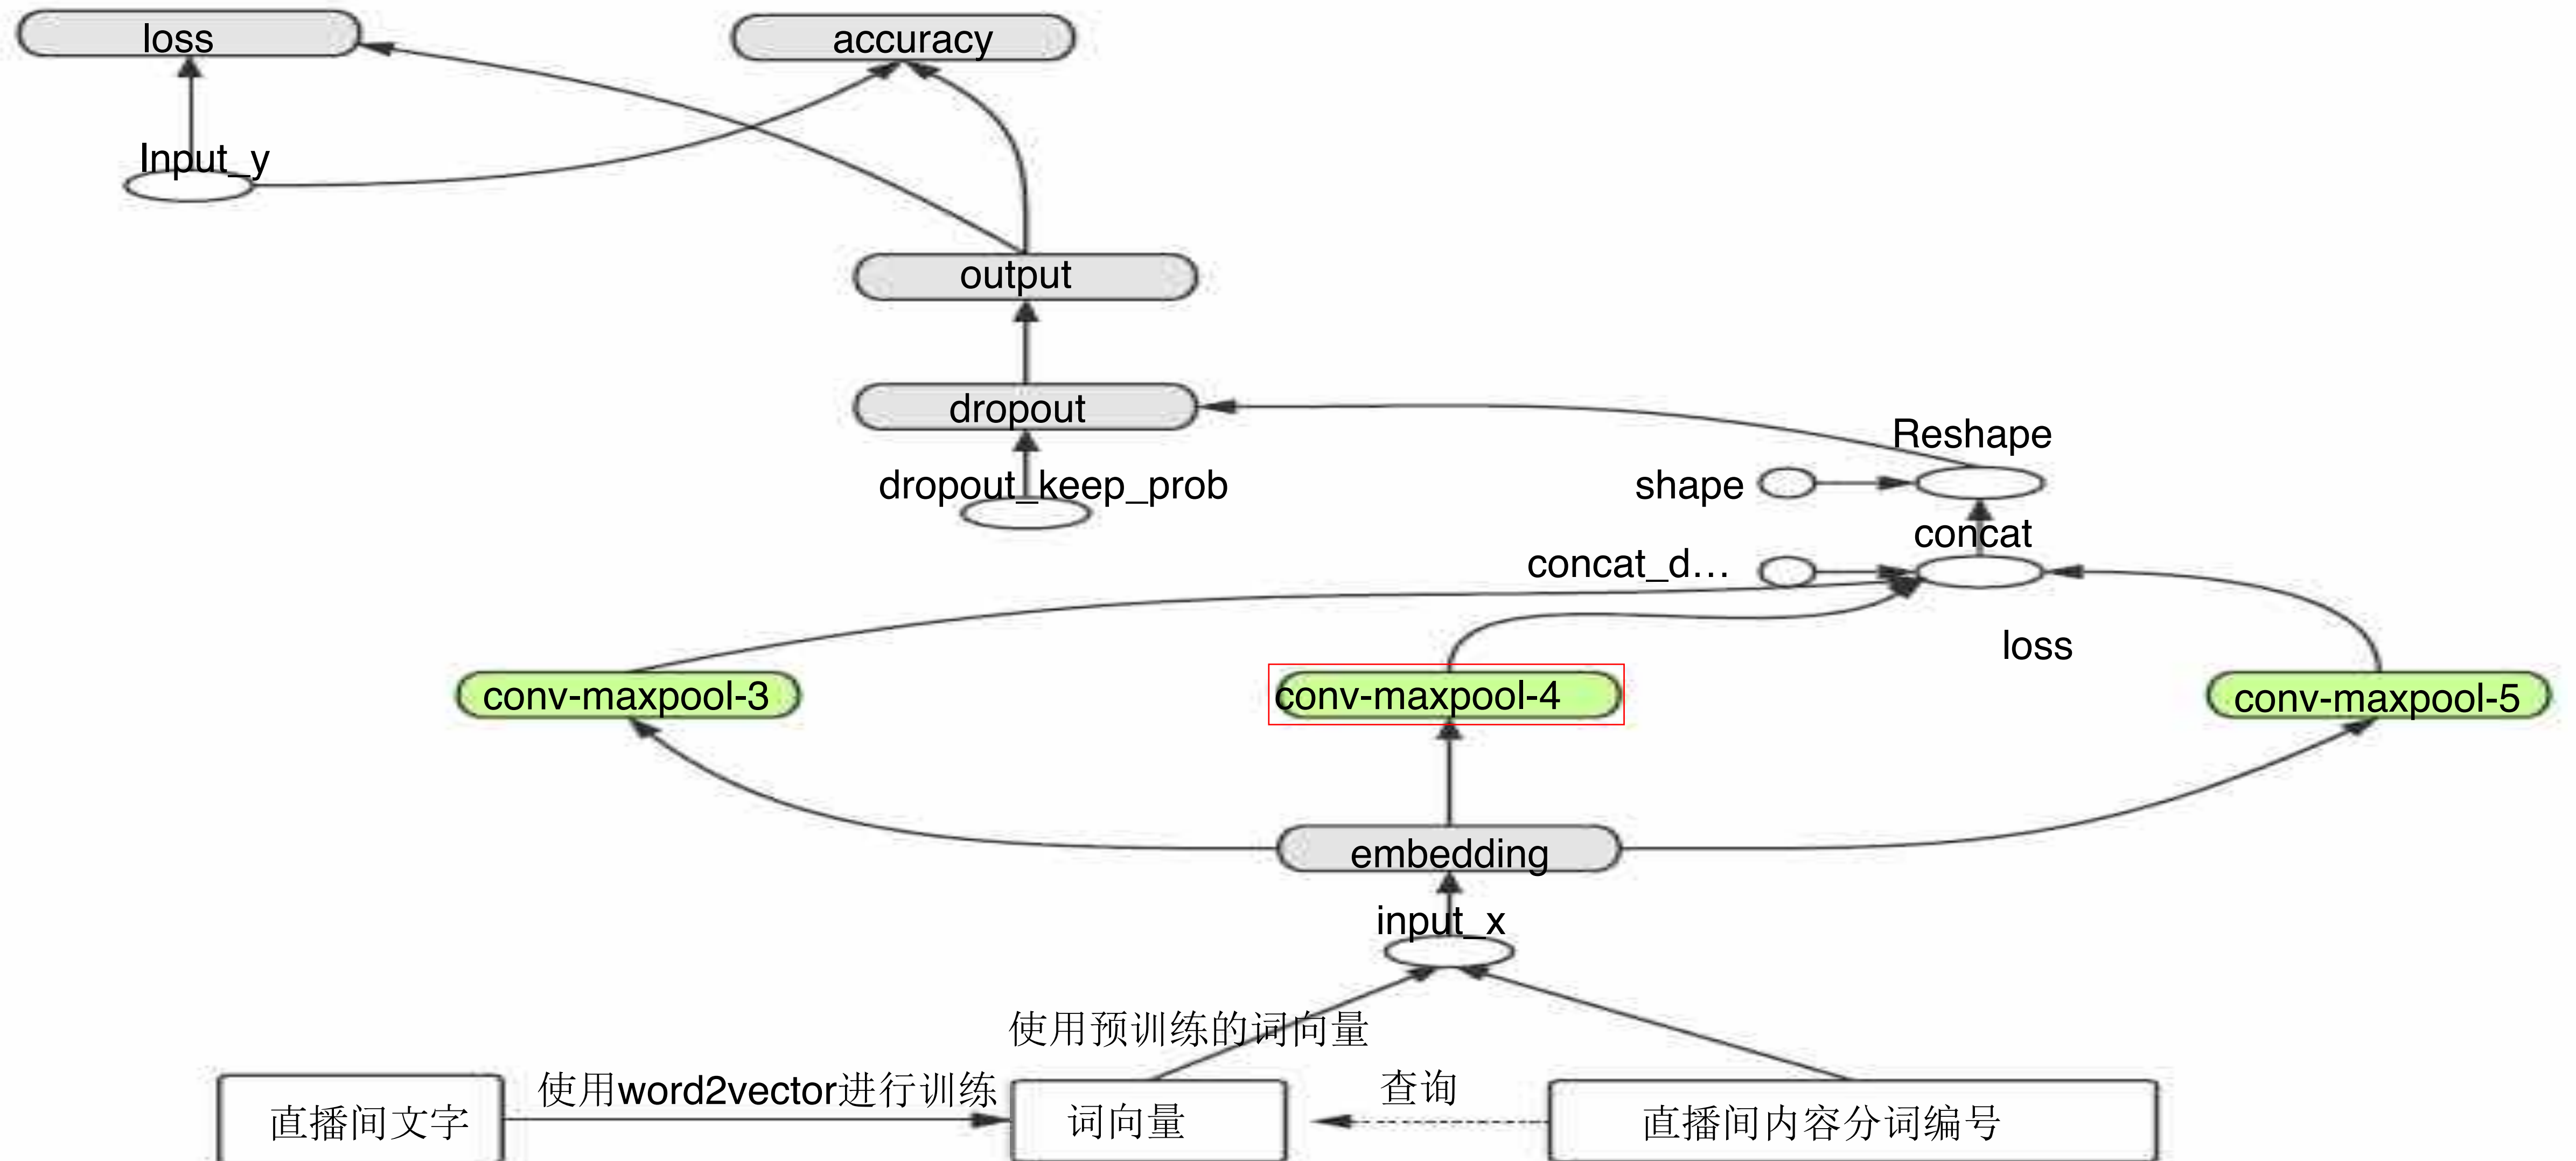 loss
accuracy
Input_y
output
dropout
Reshape
dropout_keep_prob
shape
concat
concat_d…
loss
conv-maxpool-3
conv-maxpool-4
conv-maxpool-5
embedding
input_x
使用预训练的词向量
使用word2vector进行训练
查询
直播间文字
词向量
直播间内容分词编号